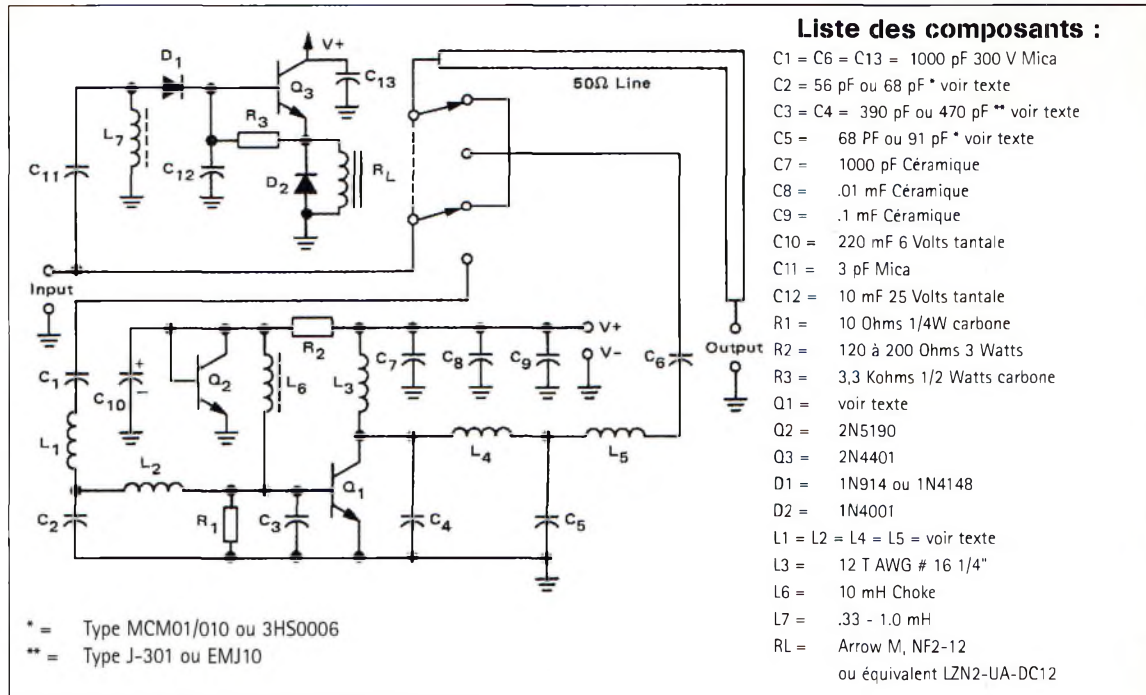 Liste des composants :
C1 = C6 = C13 = 1000 pF 300 V Mica
C2 = 56 pF ou 68 pF * voir texte
C3 = C4 = 390 pF ou 470 pF ** voir texte
C5 = 68 PF ou 91 pF * voir texte
C7 = 1000 pF Céramique
C8 = .01 mF Céramique
C9 = .1 mF Céramique
C10 = 220 mF 6 Volts tantale
C11 = 3 pF Mica
C12 = 10 mF 25 Volts tantale
R1 = 10 Ohms 1/4W carbone
R2 = 120 à 200 Ohms 3 Watts
R3 = 3,3 Kohms 1/2 Watts carbone
Q1 = voir texte
Q2 = 2N5190
Q3 = 2N4401
D1 = 1N914 ou 1N4148
D2 = 1N4001
L1 = L2 = L4 = L5 = voir texte
L3 = 12 T AWG # 16 1/4"
L6 = 10 mH Choke
L7 = .33 - 1.0 mH
RL = Arrow M, NF2-12
ou équivalent LZN2-UA-DC12
V+
D1
C13
Q3
50Ω Line
R3
L7
C11
C12
D2
RL
Input
R2
V+
V-
C7
C8
C9
C6
Output
C1
C10
Q2
L6
L3
L1
L2
L4
L5
Q1
C2
R1
C3
C4
C5
* = Type MCM01/010 ou 3HS0006
** = Type J-301 ou EMJ10